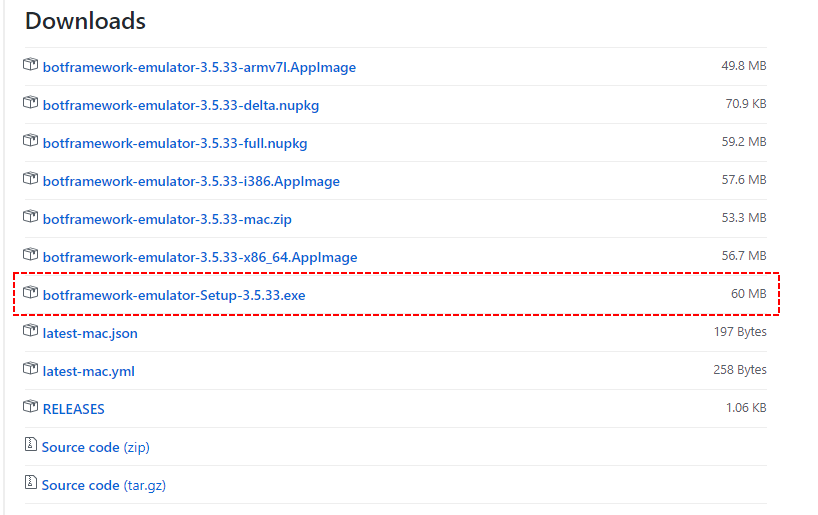 Downloads
botframework-emulator-3.5.33-armv7l.AppImage 49.8 MB
botframework-emulator-3.5.33-delta.nupkg 70.9 KB
botframework-emulator-3.5.33-full.nupkg 59.2 MB
botframework-emulator-3.5.33-i386.AppImage 57.6 MB
botframework-emulator-3.5.33-mac.zip 53.3 MB
botframework-emulator-3.5.33-x86_64.AppImage 56.7 MB
botframework-emulator-Setup-3.5.33.exe 60 MB
latest-mac.json 197 Bytes
latest-mac.yml 258 Bytes
RELEASES 1.06 KB
Source code (zip)
Source code (tar.gz)